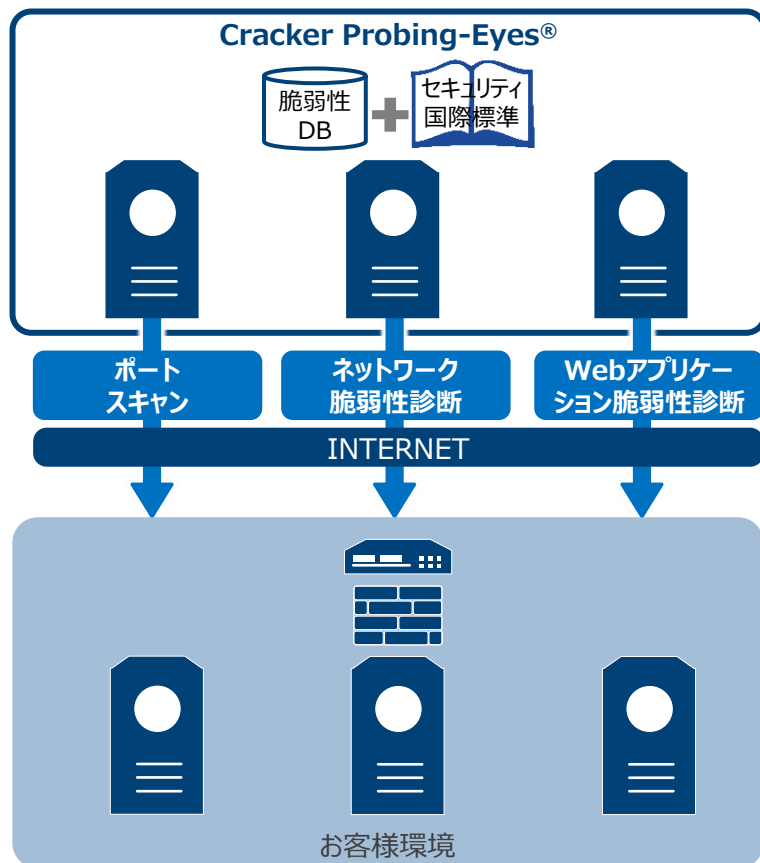 Cracker Probing-Eyes®
脆弱性
DB
セキュリティ
国際標準
ポート
スキャン
ネットワーク
脆弱性診断
Webアプリケー
ション脆弱性診断
INTERNET
お客様環境